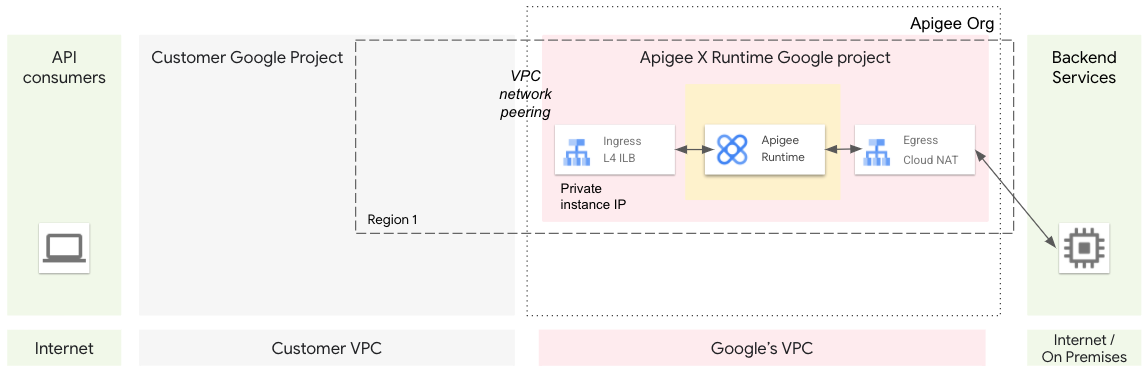 Apigee Org
API
consumers
Customer Google Project
Apigee X Runtime Google project
Backend
Services
VPC
network
peering
Ingress
L4 ILB
Apigee
Runtime
Egress
Cloud NAT
Private
instance IP
Region 1
Internet
Customer VPC
Google's VPC
Internet /
On Premises